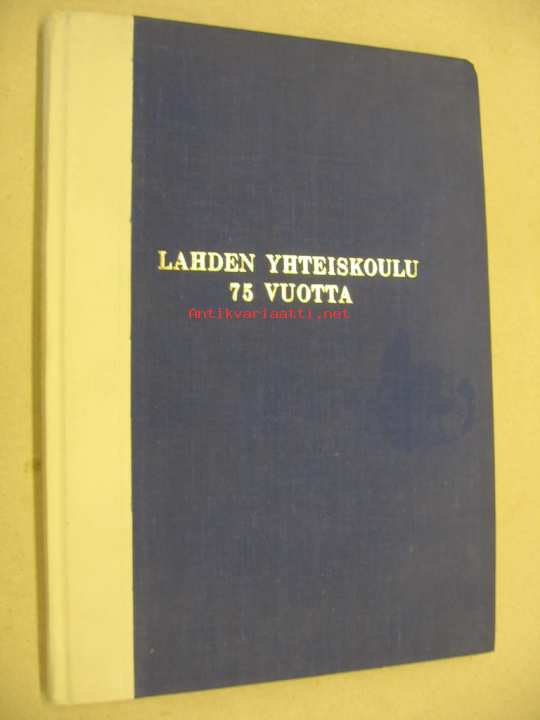 LAHDEN YHTEISKOULU
75 VUOTTA
Antikvariaatti.net